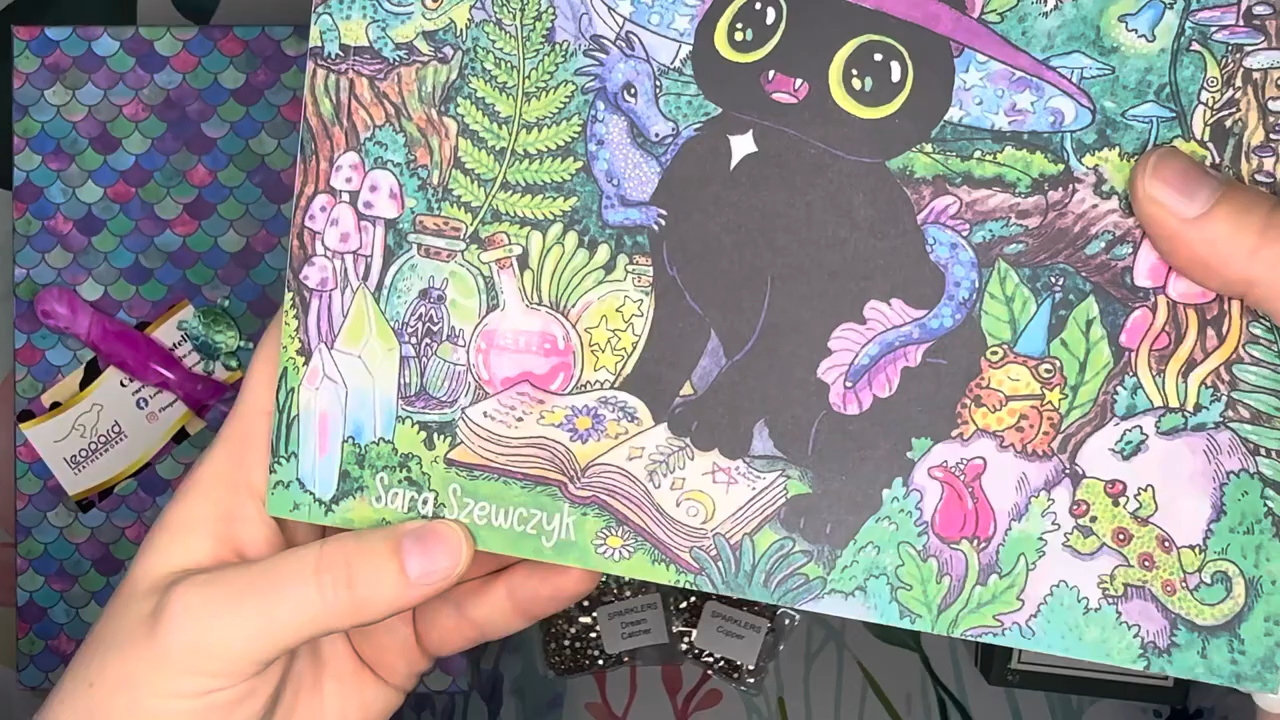 Sara Szewczyk
Leopard
LEATHERWORKS
SPARKLERS
Dream
Catcher
SPARKLERS
Copper